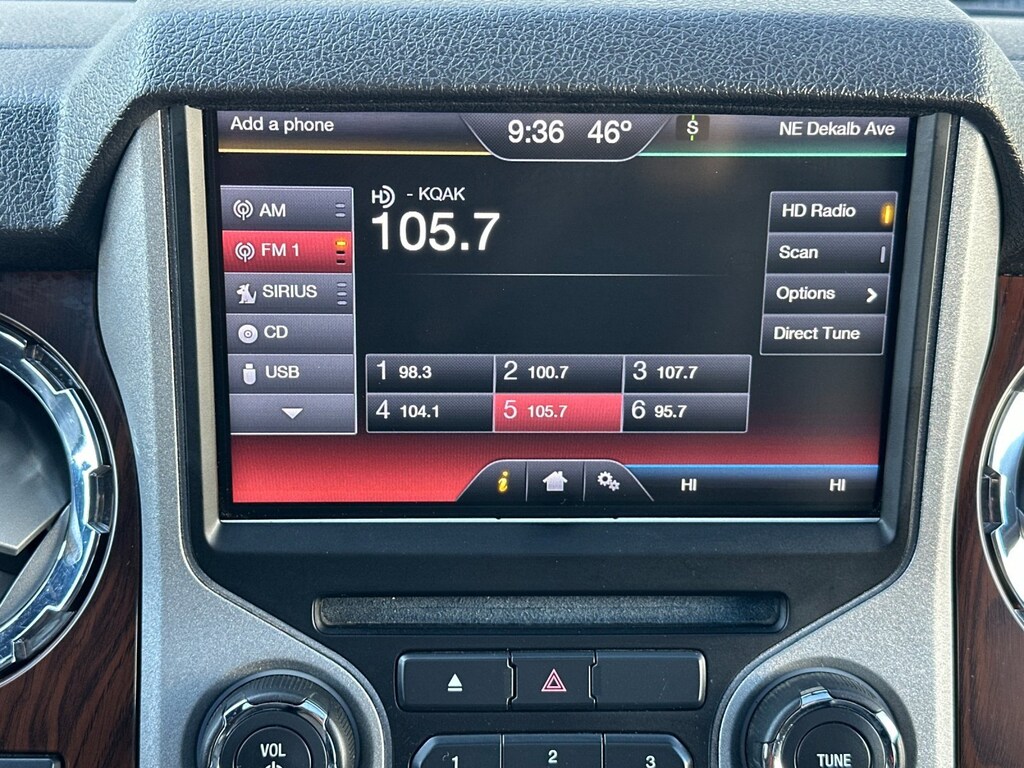 Add a phone
9:36 46°
S
NE Dekalb Ave
AM
FM 1
SIRIUS
CD
USB
HD - KQAK
105.7
HD Radio
Scan
Options
Direct Tune
1 98.3
2 100.7
3 107.7
4 104.1
5 105.7
6 95.7
i
HI
HI
VOL
1
2
3
TUNE